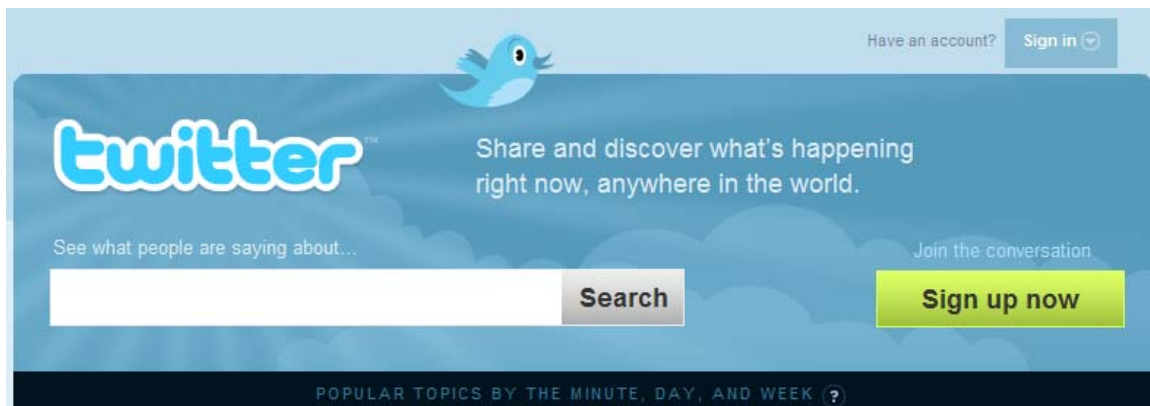 Have an account? Sign in
twitter™
Share and discover what's happening
right now, anywhere in the world.
See what people are saying about...
Join the conversation
Search
Sign up now
POPULAR TOPICS BY THE MINUTE, DAY, AND WEEK ?